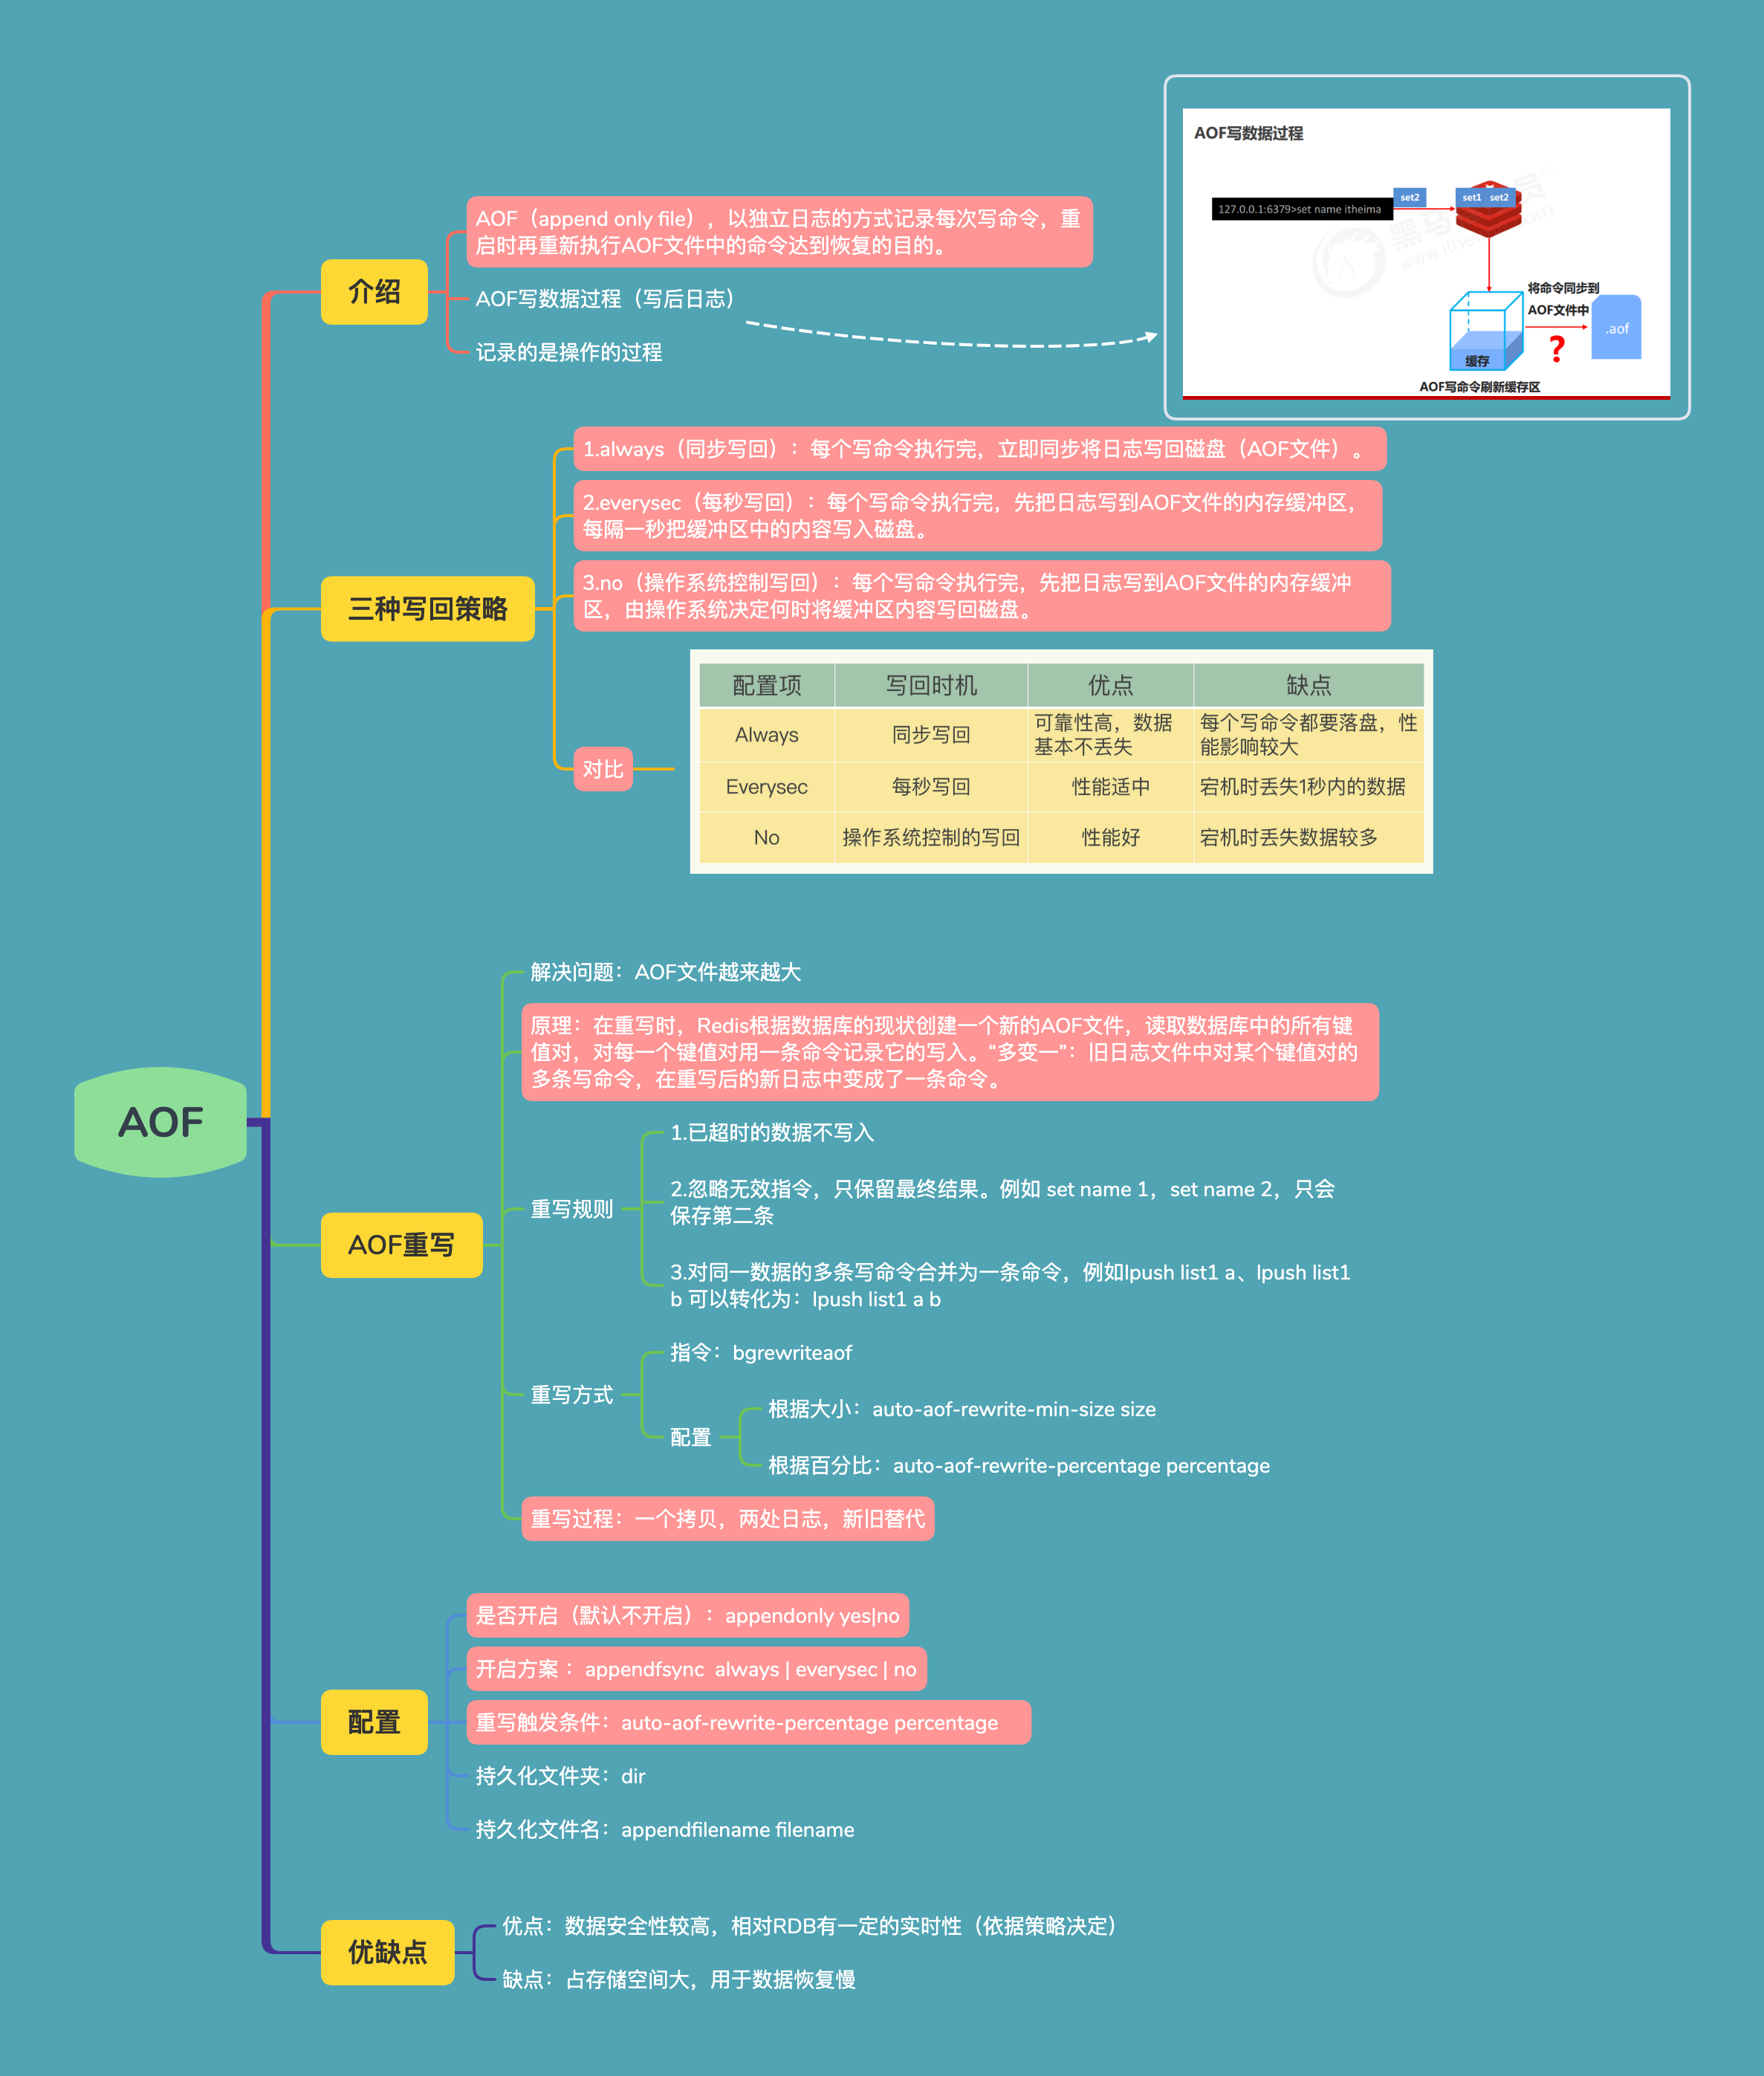 AOF
介绍
AOF（append only file），以独立日志的方式记录每次写命令，重
启时再重新执行AOF文件中的命令达到恢复的目的。
AOF写数据过程（写后日志）
记录的是操作的过程
AOF写数据过程
127.0.0.1:6379>set name itheima
set2
set1 set2
将命令同步到
AOF文件中
.aof
?
缓存
AOF写命令刷新缓存区
三种写回策略
1.always（同步写回）：每个写命令执行完，立即同步将日志写回磁盘（AOF文件）。
2.everysec（每秒写回）：每个写命令执行完，先把日志写到AOF文件的内存缓冲区，
每隔一秒把缓冲区中的内容写入磁盘。
3.no（操作系统控制写回）：每个写命令执行完，先把日志写到AOF文件的内存缓冲
区，由操作系统决定何时将缓冲区内容写回磁盘。
对比
配置项 写回时机 优点 缺点
Always 同步写回 可靠性高，数据基本不丢失 每个写命令都要落盘，性能影响较大
Everysec 每秒写回 性能适中 宕机时丢失1秒内的数据
No 操作系统控制的写回 性能好 宕机时丢失数据较多
AOF重写
解决问题：AOF文件越来越大
原理：在重写时，Redis根据数据库的现状创建一个新的AOF文件，读取数据库中的所有键
值对，对每一个键值对用一条命令记录它的写入。“多变一”：旧日志文件中对某个键值对的
多条写命令，在重写后的新日志中变成了一条命令。
重写规则
1.已超时的数据不写入
2.忽略无效指令，只保留最终结果。例如 set name 1，set name 2，只会
保存第二条
3.对同一数据的多条写命令合并为一条命令，例如lpush list1 a、lpush list1
b 可以转化为：lpush list1 a b
重写方式
指令：bgrewriteaof
配置
根据大小：auto-aof-rewrite-min-size size
根据百分比：auto-aof-rewrite-percentage percentage
重写过程：一个拷贝，两处日志，新旧替代
配置
是否开启（默认不开启）：appendonly yes|no
开启方案 ：appendfsync always | everysec | no
重写触发条件：auto-aof-rewrite-percentage percentage
持久化文件夹：dir
持久化文件名：appendfilename filename
优缺点
优点：数据安全性较高，相对RDB有一定的实时性（依据策略决定）
缺点：占存储空间大，用于数据恢复慢